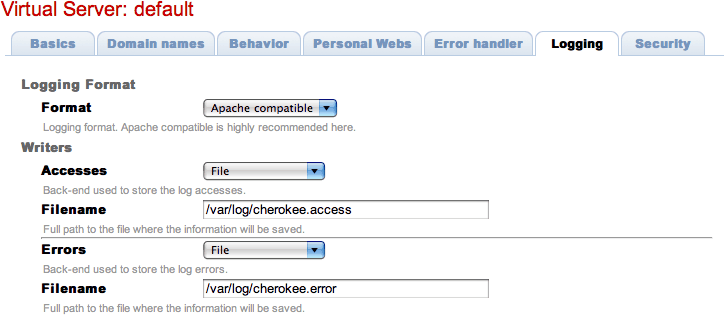 Virtual Server: default
Basics Domain names Behavior Personal Webs Error handler Logging Security
Logging Format
Format Apache compatible
Logging format. Apache compatible is highly recommended here.
Writers
Accesses File
Back-end used to store the log accesses.
Filename /var/log/cherokee.access
Full path to the file where the information will be saved.
Errors File
Back-end used to store the log errors.
Filename /var/log/cherokee.error
Full path to the file where the information will be saved.